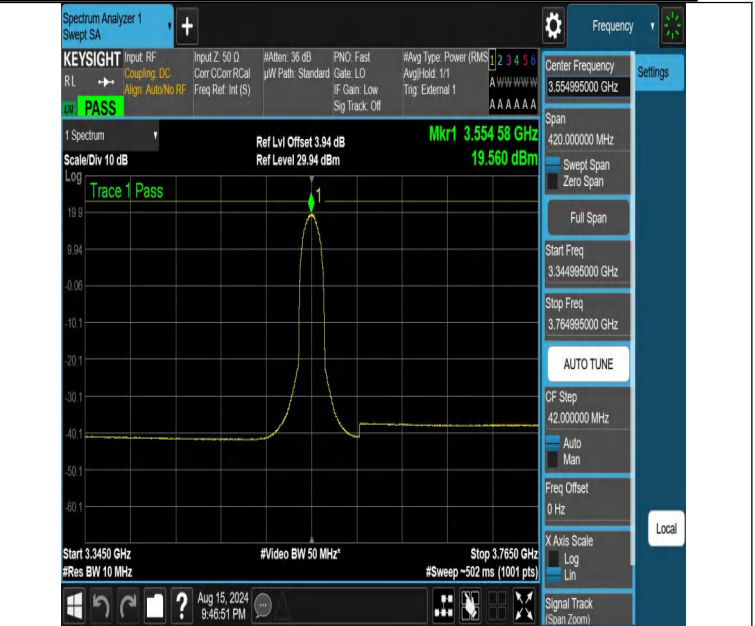 Spectrum Analyzer 1
Swept SA
+
Frequency
KEYSIGHT
RL
PASS
Input: RF
Coupling: DC
Align: Auto/No RF
Input Z: 50 Ω
Corr CCorr RCal
Freq Ref: Int (S)
#Atten: 36 dB
µW Path: Standard
PNO: Fast
Gate: LO
IF Gain: Low
Sig Track: Off
#Avg Type: Power (RMS
Avg|Hold: 1/1
Trig: External 1
1 2 3 4 5 6
A W W W W W
A A A A A A
1 Spectrum
Scale/Div 10 dB
Ref Lvl Offset 3.94 dB
Ref Level 29.94 dBm
Mkr1 3.554 58 GHz
19.560 dBm
Log
Trace 1 Pass
1
19.9
9.94
-0.06
-10.1
-20.1
-30.1
-40.1
-50.1
-60.1
Start 3.3450 GHz
#Res BW 10 MHz
#Video BW 50 MHz*
Stop 3.7650 GHz
#Sweep ~502 ms (1001 pts)
Center Frequency
3.554995000 GHz
Settings
Span
420.000000 MHz
Swept Span
Zero Span
Full Span
Start Freq
3.344995000 GHz
Stop Freq
3.764995000 GHz
AUTO TUNE
CF Step
42.000000 MHz
Auto
Man
Freq Offset
0 Hz
X Axis Scale
Log
Lin
Local
Signal Track
(Span Zoom)
?
Aug 15, 2024
9:46:51 PM